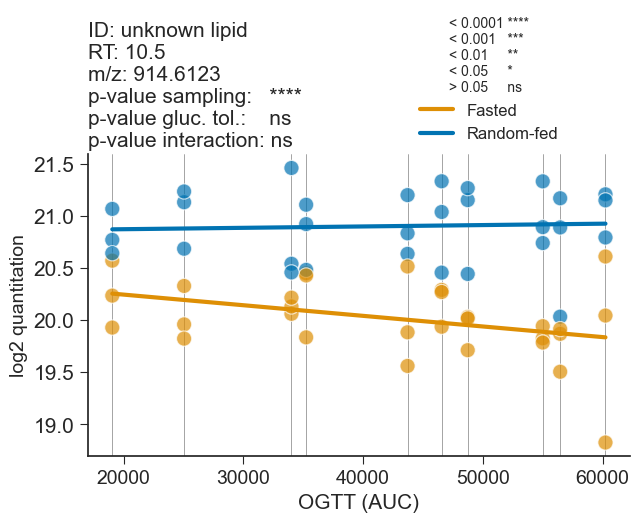 ID: unknown lipid
RT: 10.5
m/z: 914.6123
p-value sampling: ****
p-value gluc. tol.: ns
p-value interaction: ns
< 0.0001 ****
< 0.001 ***
< 0.01 **
< 0.05 *
> 0.05 ns
Fasted
Random-fed
21.5
21.0
20.5
20.0
19.5
19.0
log2 quantitation
20000 30000 40000 50000 60000
OGTT (AUC)